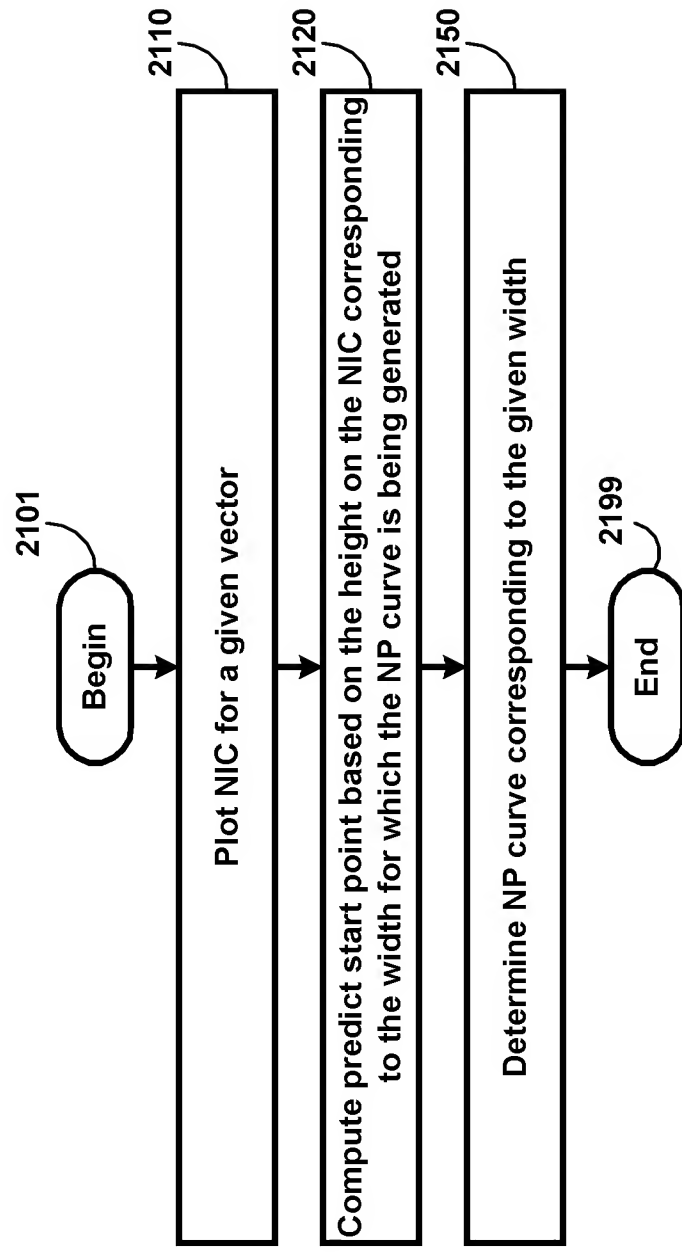 2101
Begin
2110
Plot NIC for a given vector
2120
Compute predict start point based on the height on the NIC corresponding
to the width for which the NP curve is being generated
2150
Determine NP curve corresponding to the given width
2199
End